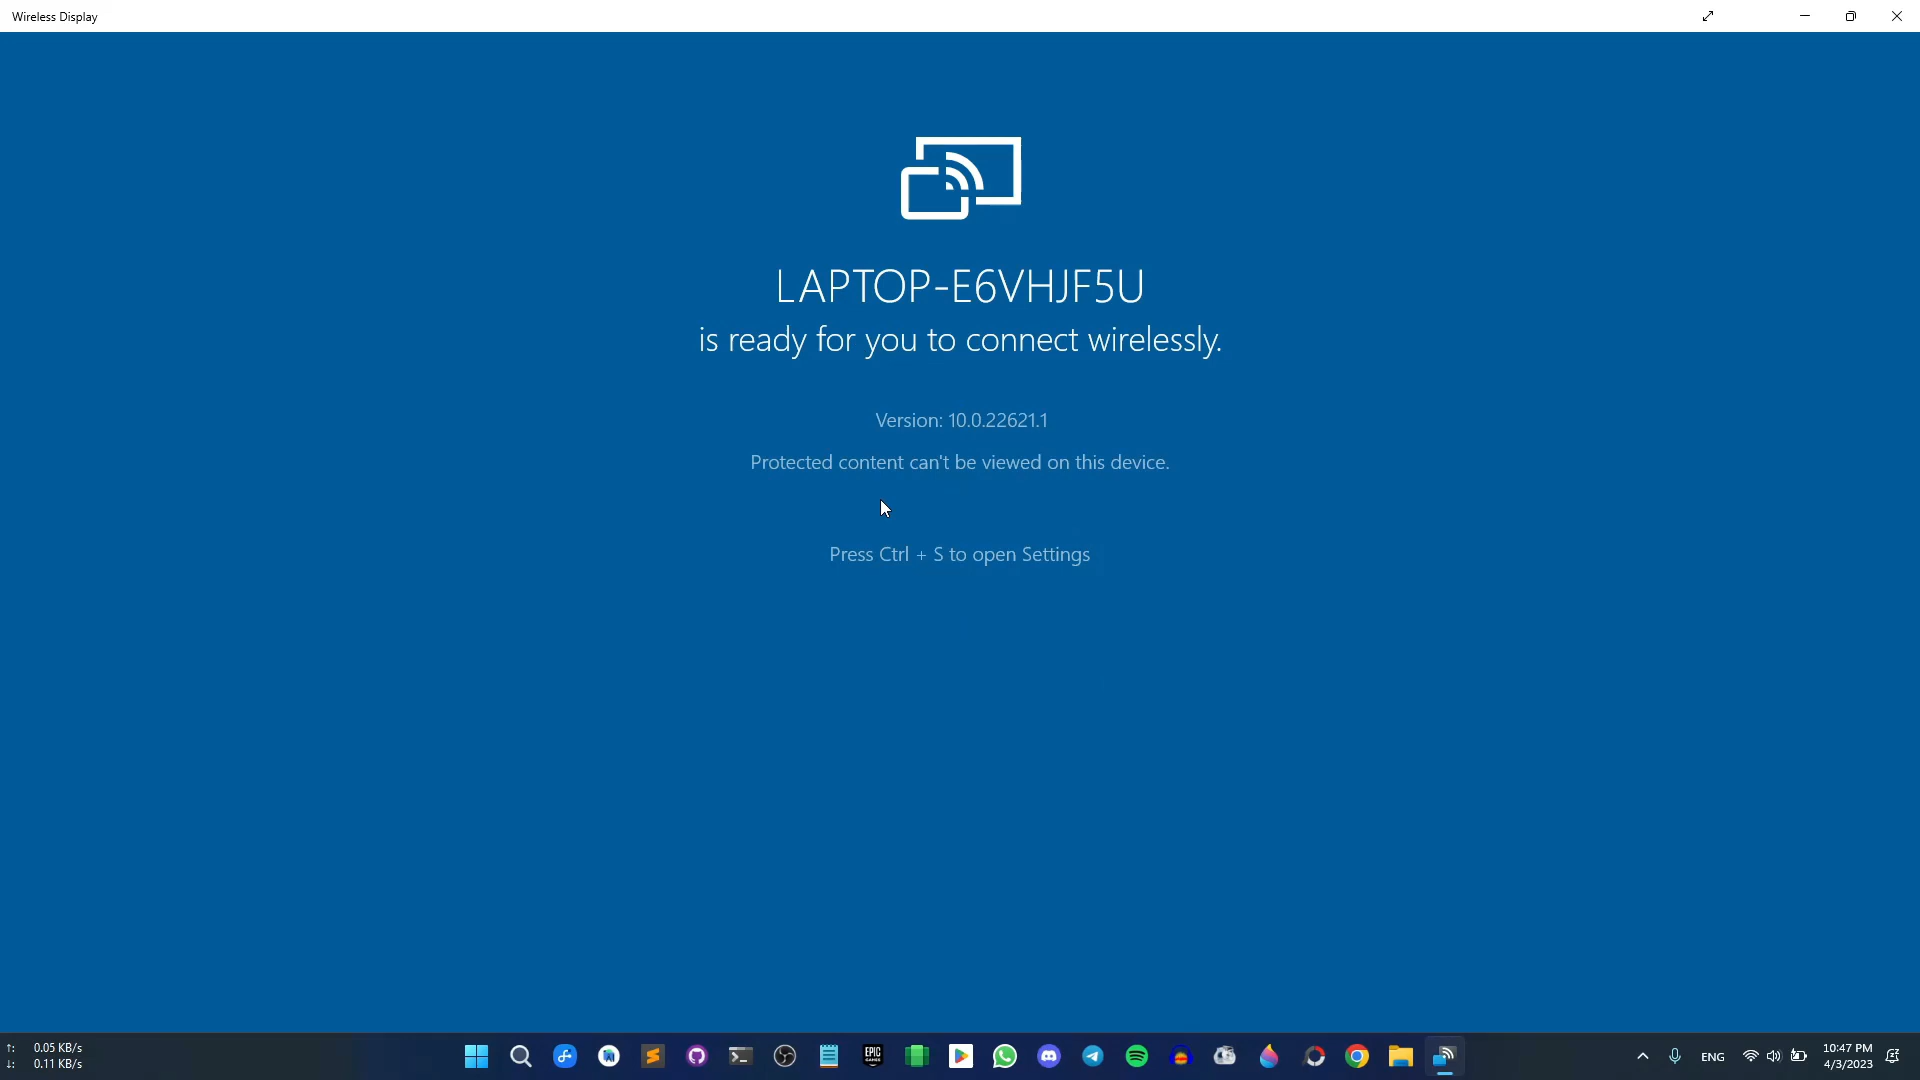 Wireless Display
LAPTOP-E6VHJF5U
is ready for you to connect wirelessly.
Version: 10.0.22621.1
Protected content can't be viewed on this device.
Press Ctrl + S to open Settings
↑: 0.05 KB/s
↓: 0.11 KB/s
EPIC
GAMES
ENG
10:47 PM
4/3/2023